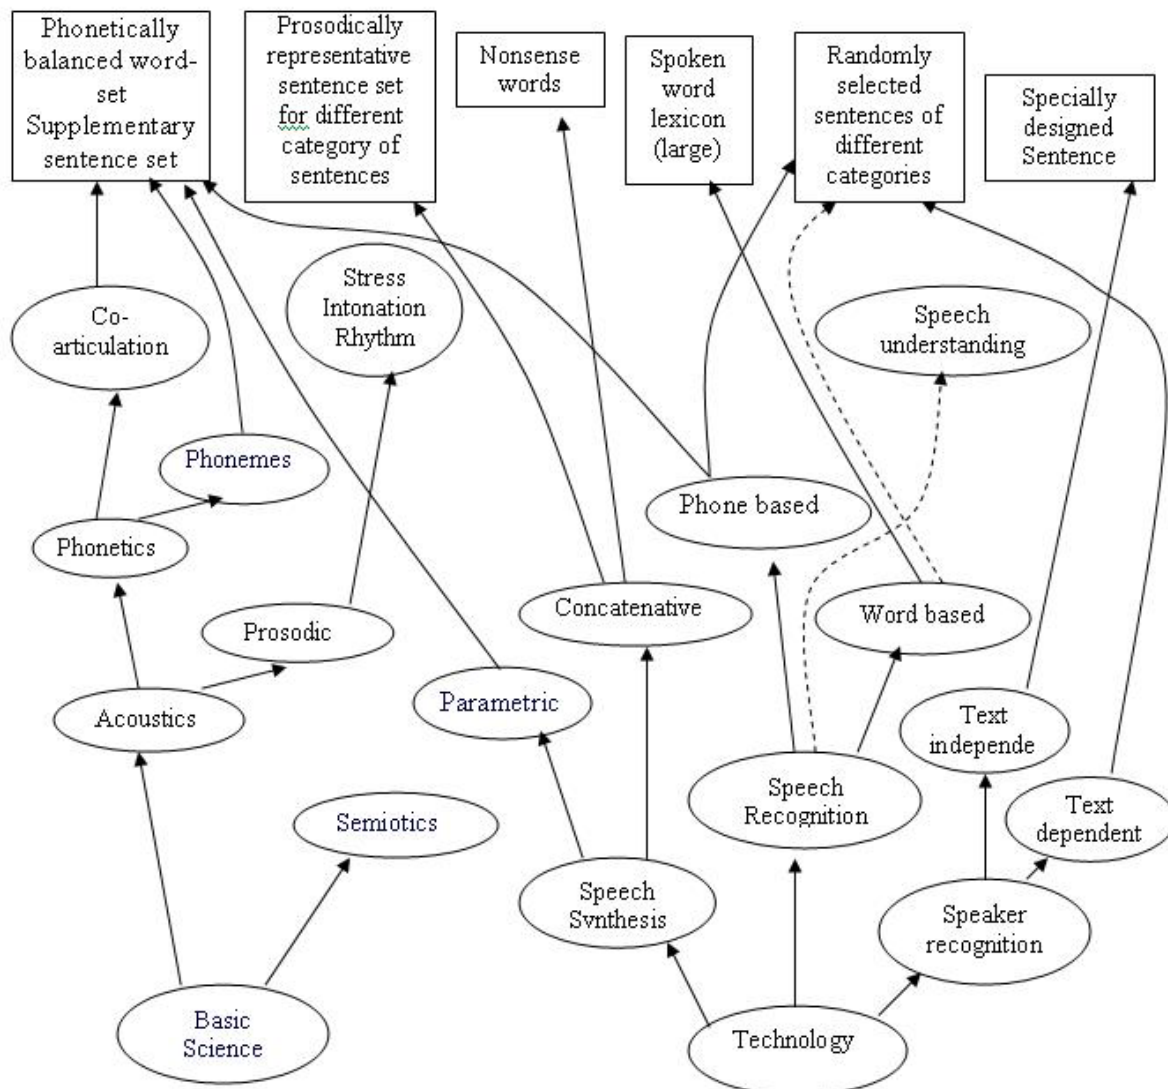 Phonetically
balanced word-
set
Supplementary
sentence set
Prosodically
representative
sentence set
for different
category of
sentences
Nonsense
words
Spoken
word
lexicon
(large)
Randomly
selected
sentences of
different
categories
Specially
designed
Sentence
Co-
articulation
Stress
Intonation
Rhythm
Speech
understanding
Phonemes
Phone based
Phonetics
Concatenative
Word based
Prosodic
Parametric
Acoustics
Text
independe
Speech
Recognition
Text
dependent
Semiotics
Speech
Synthesis
Speaker
recognition
Basic
Science
Technology